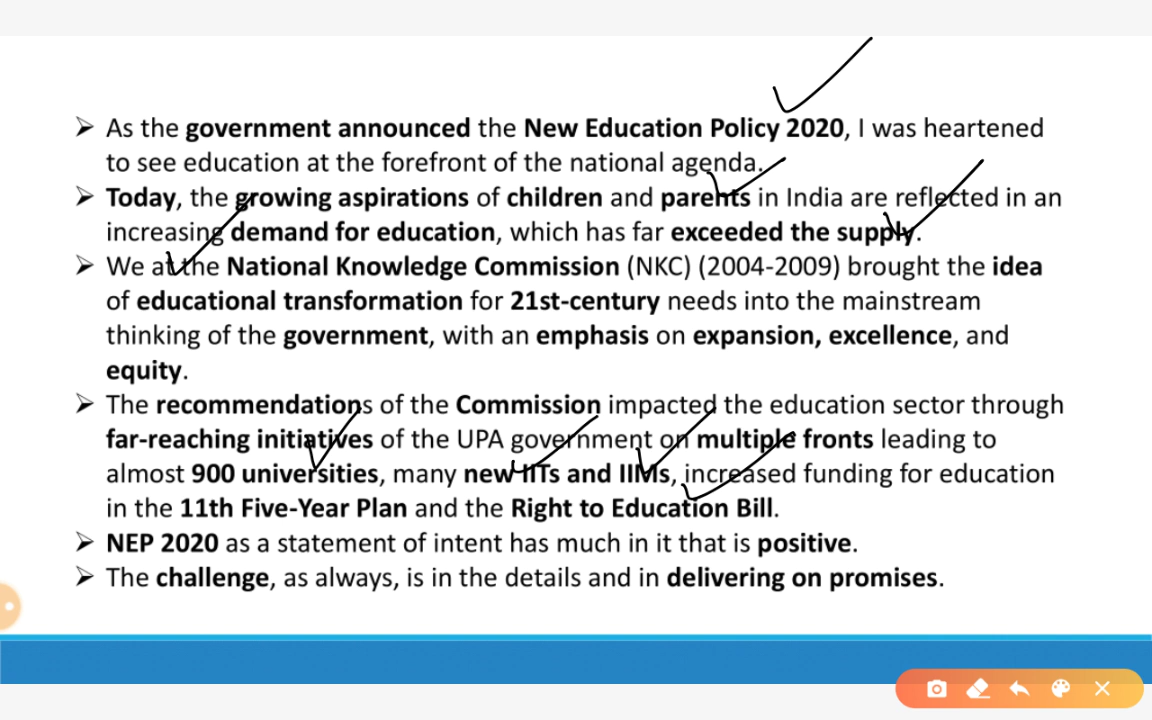 ➢ As the government announced the New Education Policy 2020, I was heartened
to see education at the forefront of the national agenda.
➢ Today, the growing aspirations of children and parents in India are reflected in an
increasing demand for education, which has far exceeded the supply.
➢ We at the National Knowledge Commission (NKC) (2004-2009) brought the idea
of educational transformation for 21st-century needs into the mainstream
thinking of the government, with an emphasis on expansion, excellence, and
equity.
➢ The recommendations of the Commission impacted the education sector through
far-reaching initiatives of the UPA government on multiple fronts leading to
almost 900 universities, many new IITs and IIMs, increased funding for education
in the 11th Five-Year Plan and the Right to Education Bill.
➢ NEP 2020 as a statement of intent has much in it that is positive.
➢ The challenge, as always, is in the details and in delivering on promises.